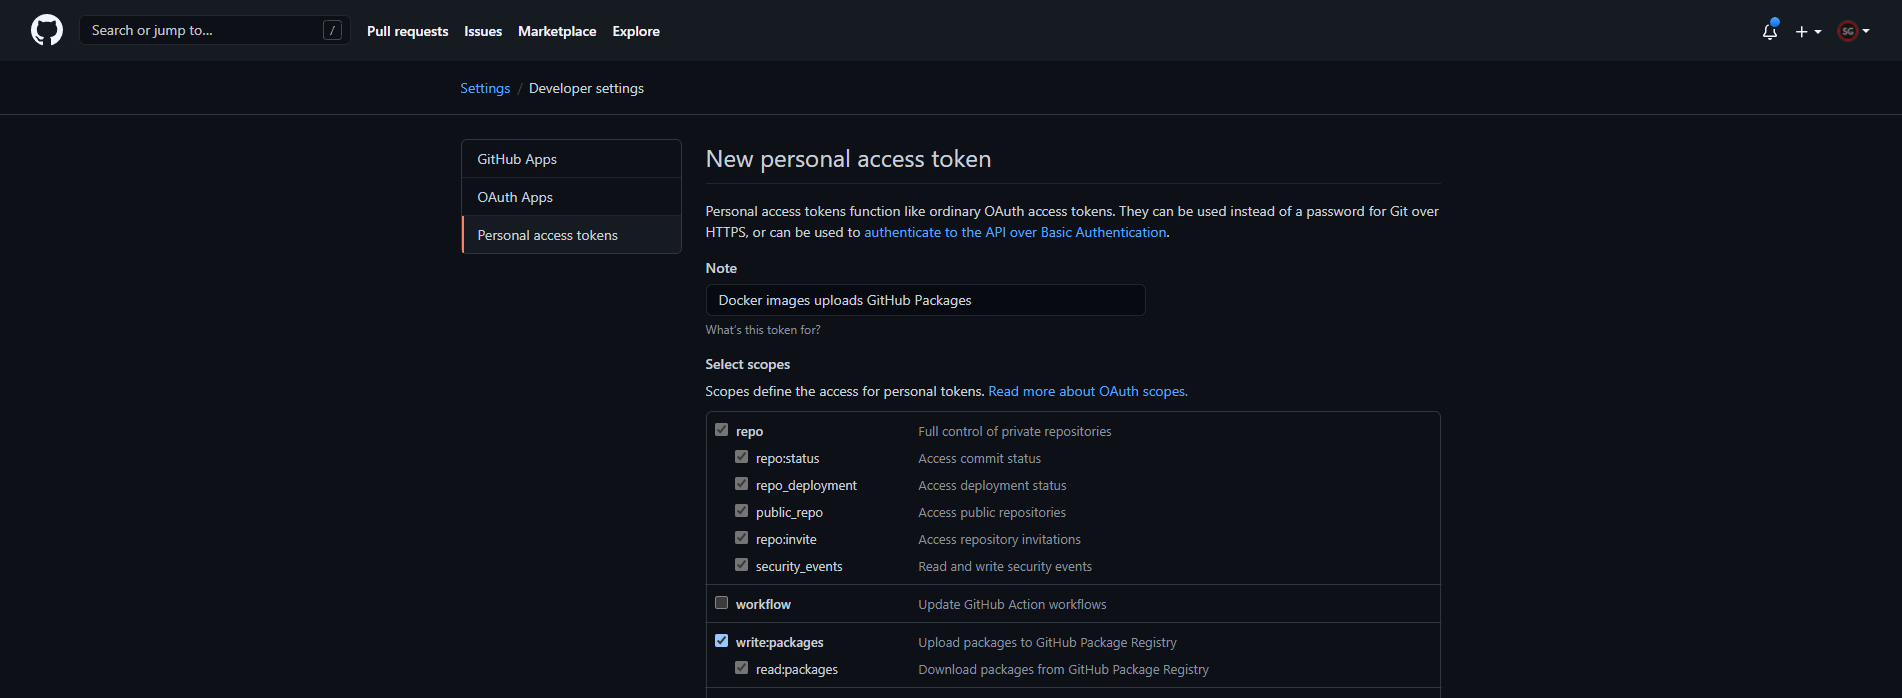 Search or jump to... /
Pull requests Issues Marketplace Explore
SG
Settings / Developer settings
GitHub Apps
OAuth Apps
Personal access tokens
New personal access token
Personal access tokens function like ordinary OAuth access tokens. They can be used instead of a password for Git over
HTTPS, or can be used to authenticate to the API over Basic Authentication.
Note
Docker images uploads GitHub Packages
What's this token for?
Select scopes
Scopes define the access for personal tokens. Read more about OAuth scopes.
repo Full control of private repositories
repo:status Access commit status
repo_deployment Access deployment status
public_repo Access public repositories
repo:invite Access repository invitations
security_events Read and write security events
workflow Update GitHub Action workflows
write:packages Upload packages to GitHub Package Registry
read:packages Download packages from GitHub Package Registry